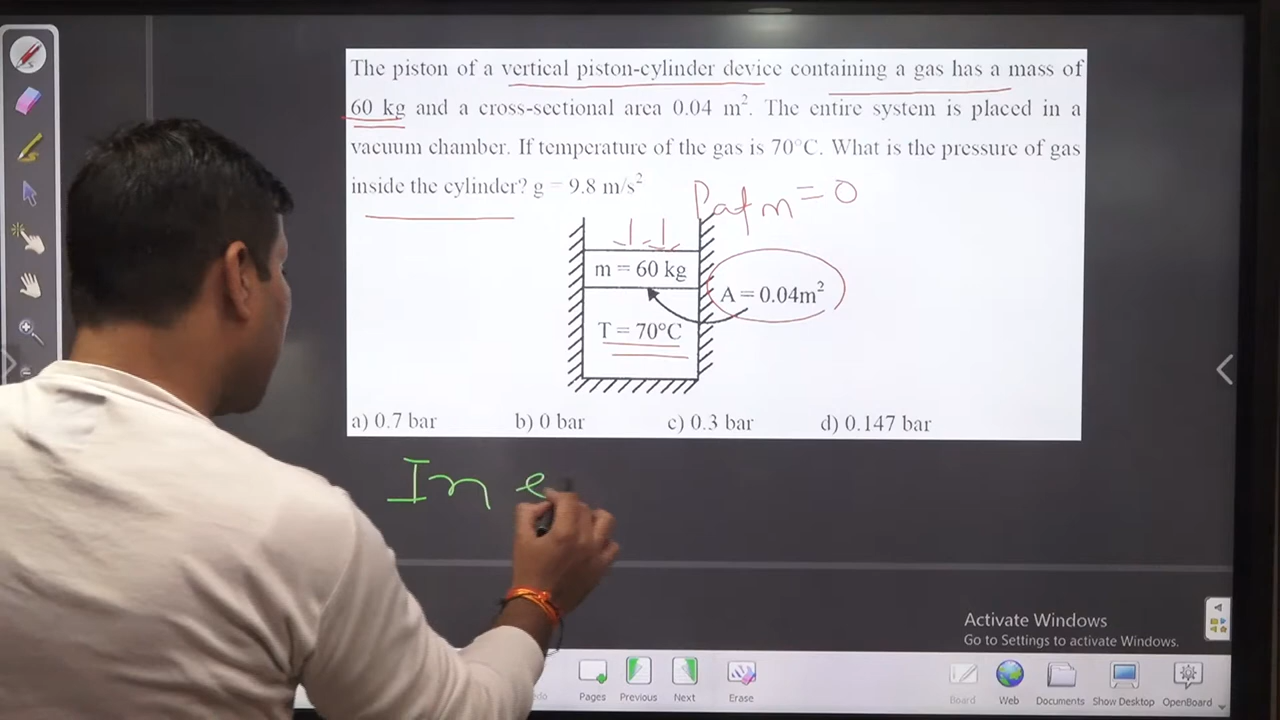 The piston of a vertical piston-cylinder device containing a gas has a mass of
60 kg and a cross-sectional area 0.04 m². The entire system is placed in a
vacuum chamber. If temperature of the gas is 70°C. What is the pressure of gas
inside the cylinder? g = 9.8 m/s²
Patm = 0
m = 60 kg
A = 0.04m²
T = 70°C
a) 0.7 bar b) 0 bar c) 0.3 bar d) 0.147 bar
In e
Activate Windows
Go to Settings to activate Windows.
Pages Previous Next Erase Board Web Documents Show Desktop OpenBoard